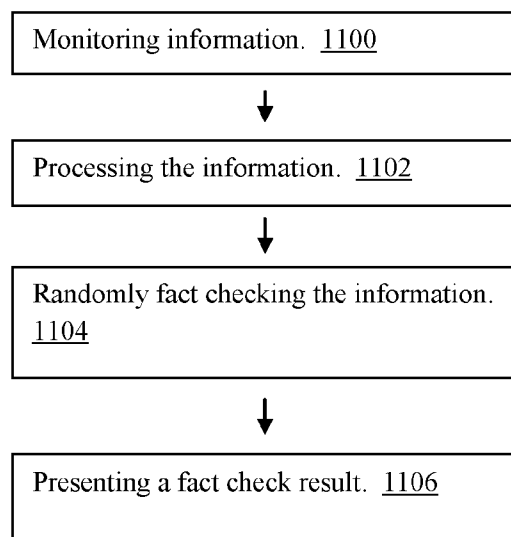 Monitoring information. 1100
Processing the information. 1102
Randomly fact checking the information.
1104
Presenting a fact check result. 1106